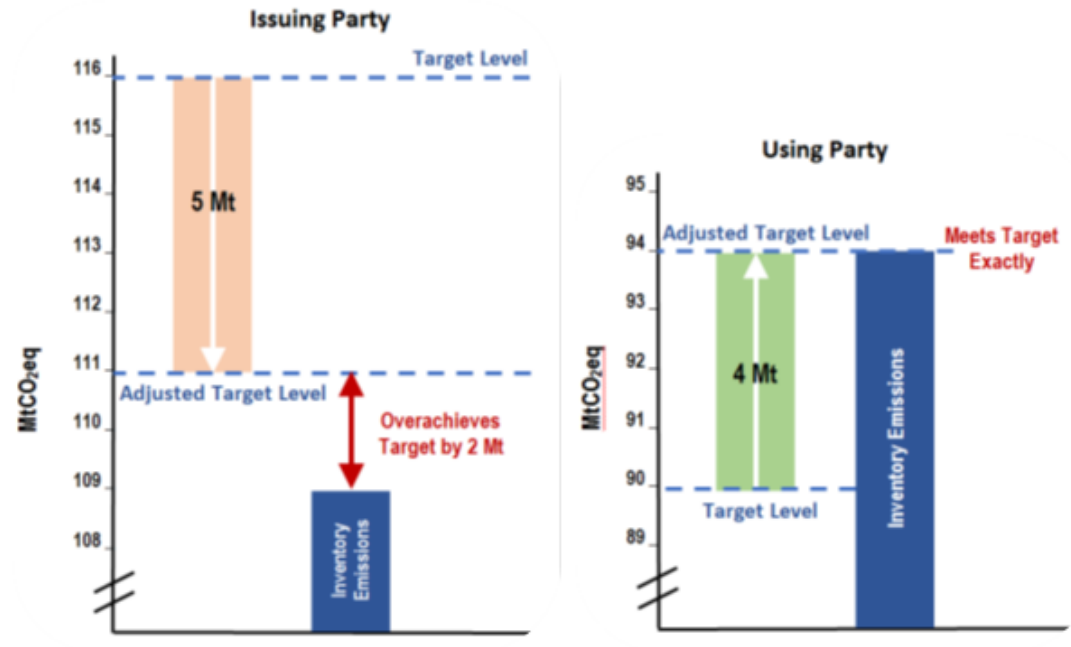 Issuing Party
Target Level
116
115
114
5 Mt
113
112
111
Adjusted Target Level
110
Overachieves
Target by 2 Mt
109
108
MtCO₂eq
Inventory
Emissions
Using Party
95
Adjusted Target Level
Meets Target
Exactly
94
93
92
4 Mt
91
90
Target Level
89
MtCO₂eq
Inventory Emissions